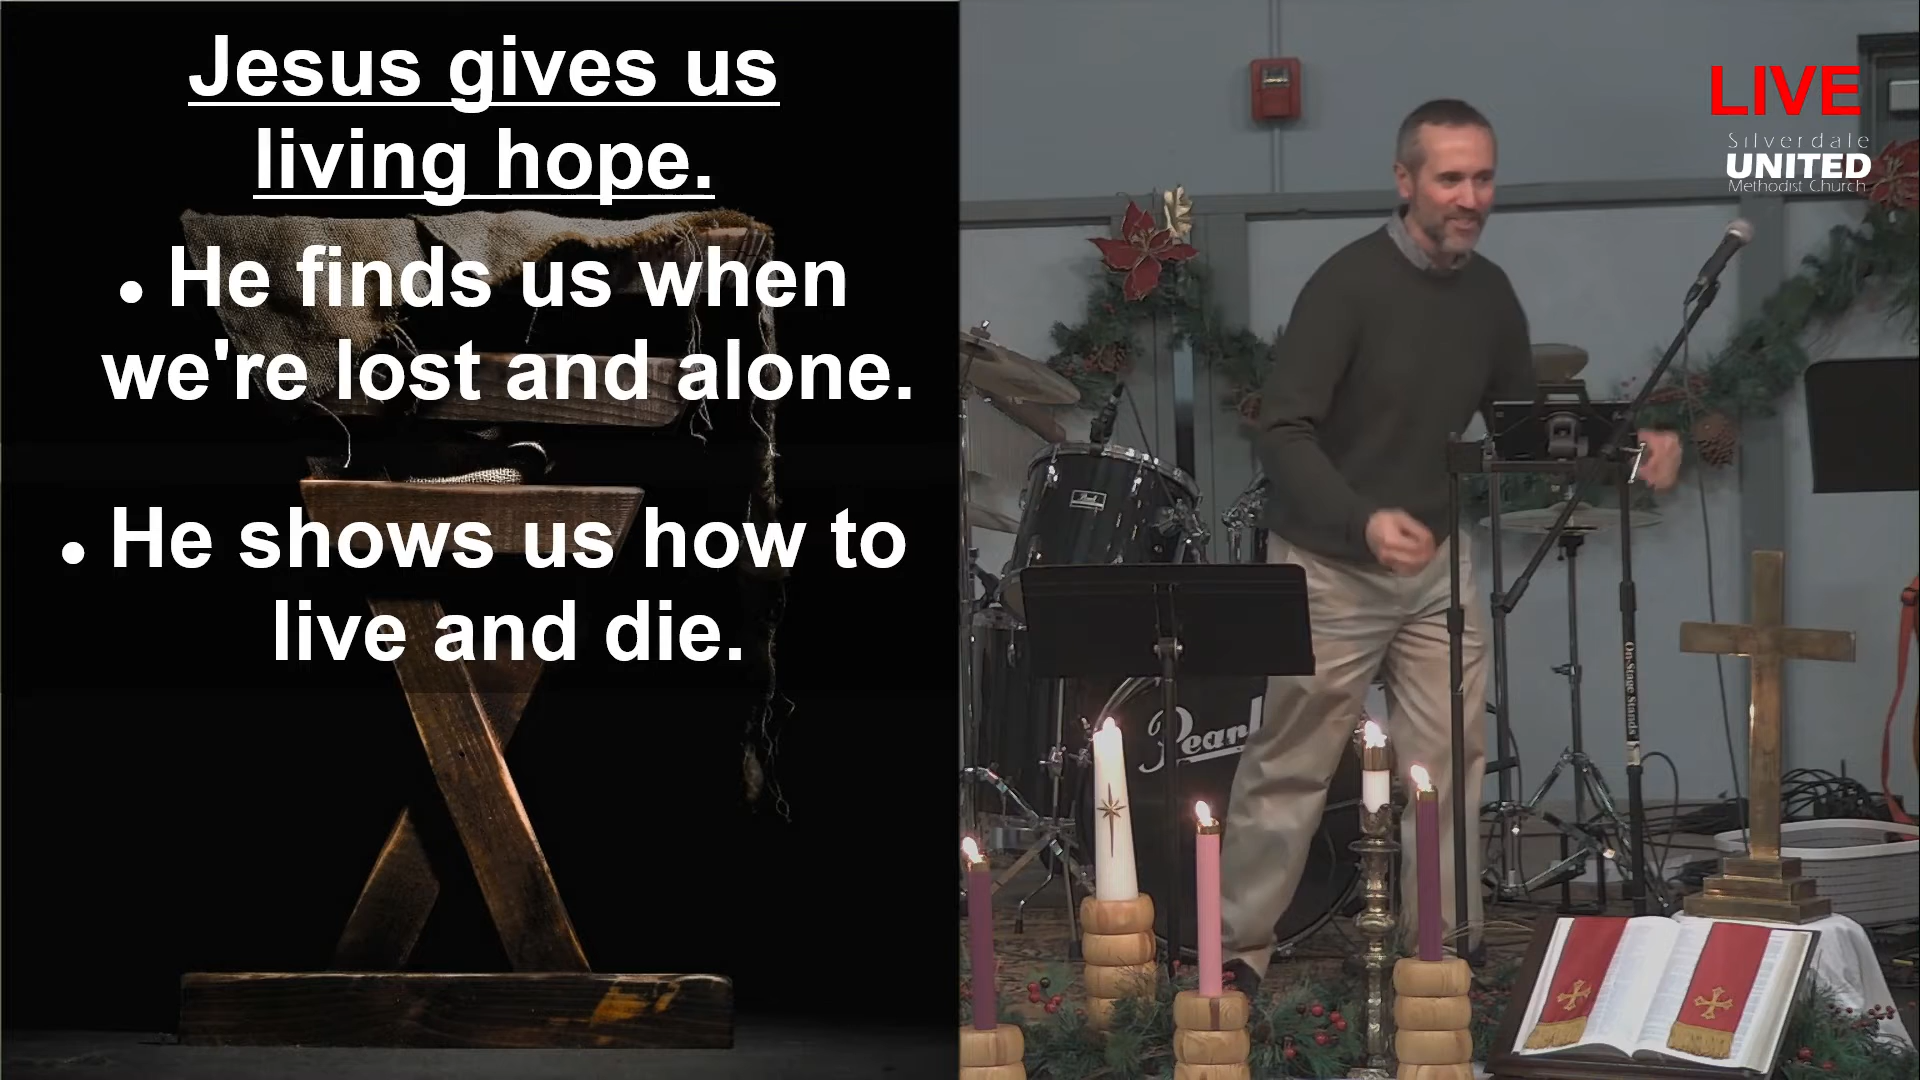 Jesus gives us
living hope.
• He finds us when
we're lost and alone.
• He shows us how to
live and die.
LIVE
Silverdale
UNITED
Methodist Church
Pearl
Pearl
On-Stage Stands